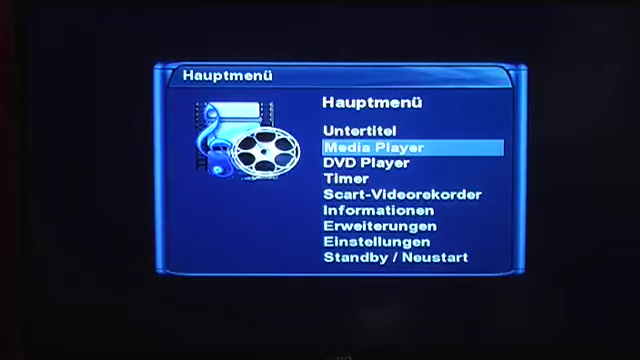 Hauptmenü
Hauptmenü
Untertitel
Media Player
DVD Player
Timer
Scart-Videorekorder
Informationen
Erweiterungen
Einstellungen
Standby / Neustart